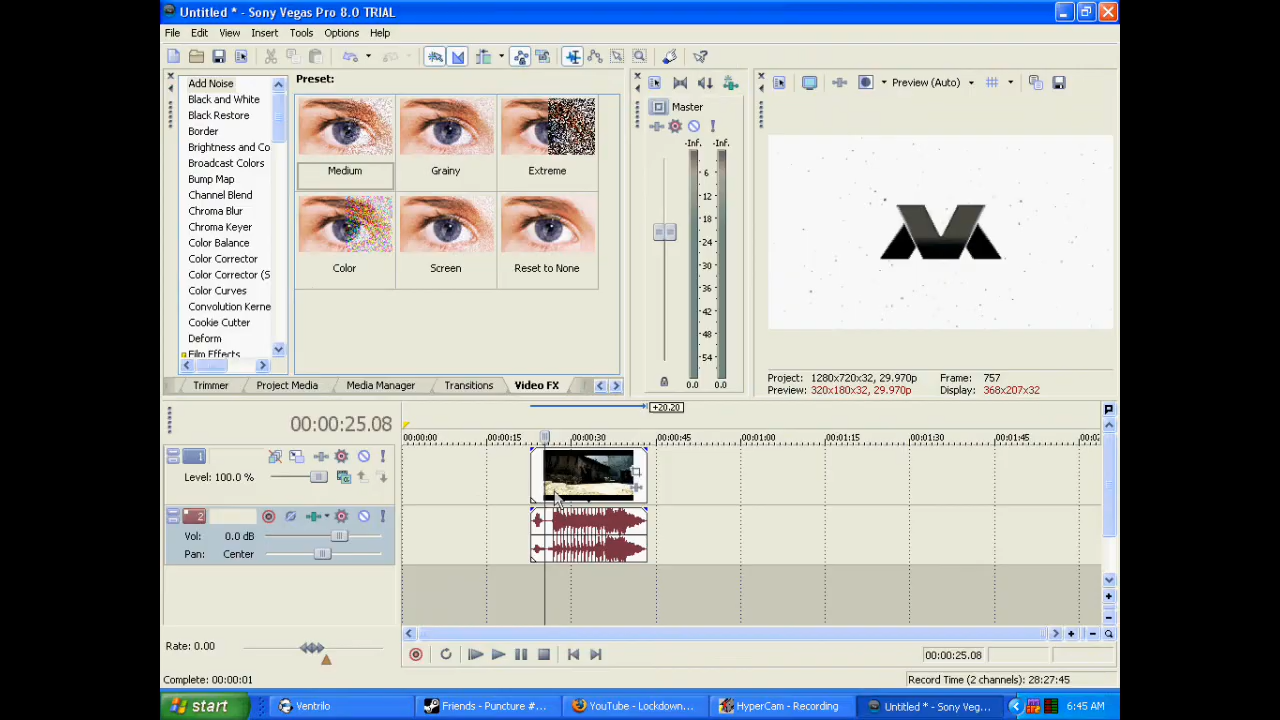 Untitled * - Sony Vegas Pro 8.0 TRIAL
File Edit View Insert Tools Options Help
Add Noise
Black and White
Black Restore
Border
Brightness and Co
Broadcast Colors
Bump Map
Channel Blend
Chroma Blur
Chroma Keyer
Color Balance
Color Corrector
Color Corrector (S
Color Curves
Convolution Kerne
Cookie Cutter
Deform
Film Effects
Preset:
Medium Grainy Extreme
Color Screen Reset to None
Trimmer Project Media Media Manager Transitions Video FX
Master
-Inf. -Inf.
6
12
18
24
30
36
42
48
54
0.0 0.0
Preview (Auto)
Project: 1280x720x32, 29.970p Frame: 757
Preview: 320x180x32, 29.970p Display: 368x207x32
+20.20
00:00:25.08
00:00:00 00:00:15 00:00:30 00:00:45 00:01:00 00:01:15 00:01:30 00:01:45
1
Level: 100.0 %
2
Vol: 0.0 dB
Pan: Center
Rate: 0.00
00:00:25.08
Complete: 00:00:01
Record Time (2 channels): 28:27:45
start Ventrilo Friends - Puncture #... YouTube - Lockdown... HyperCam - Recording Untitled * - Sony Veg... 6:45 AM